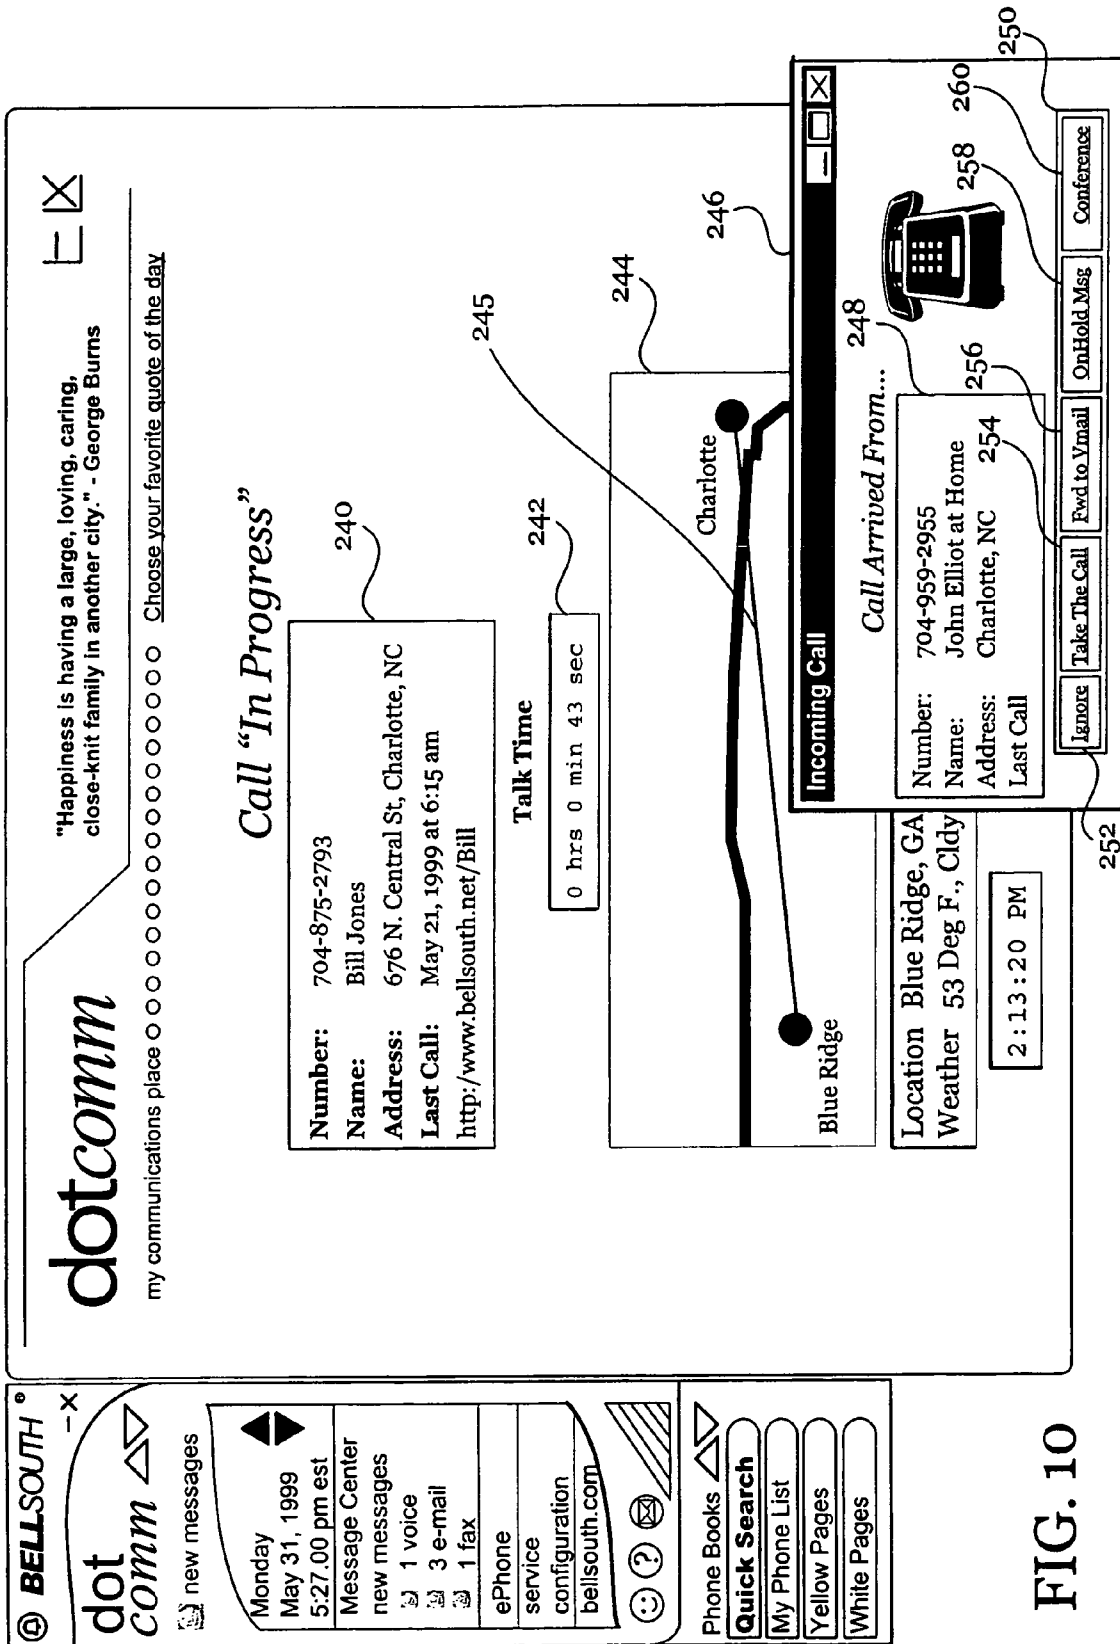 BELLSOUTH ®
– X
dot
comm
new messages
Monday
May 31, 1999
5:27.00 pm est
Message Center
new messages
1 voice
3 e-mail
1 fax
ePhone
service
configuration
bellsouth.com
?
Phone Books
Quick Search
My Phone List
Yellow Pages
White Pages
dotcomm
"Happiness is having a large, loving, caring,
close-knit family in another city." - George Burns
my communications place
Choose your favorite quote of the day
Call “In Progress”
240
Number: 704-875-2793
Name: Bill Jones
Address: 676 N. Central St, Charlotte, NC
Last Call: May 21, 1999 at 6:15 am
http:/www.bellsouth.net/Bill
Talk Time
242
0 hrs 0 min 43 sec
245
244
Charlotte
Blue Ridge
Location Blue Ridge, GA
Weather 53 Deg F., Cldy
2:13:20 PM
246
Incoming Call
Call Arrived From...
248
Number: 704-959-2955
Name: John Elliot at Home
Address: Charlotte, NC
Last Call
254
256
258
260
250
Ignore
Take The Call
Fwd to Vmail
OnHold Msg
Conference
252
FIG. 10